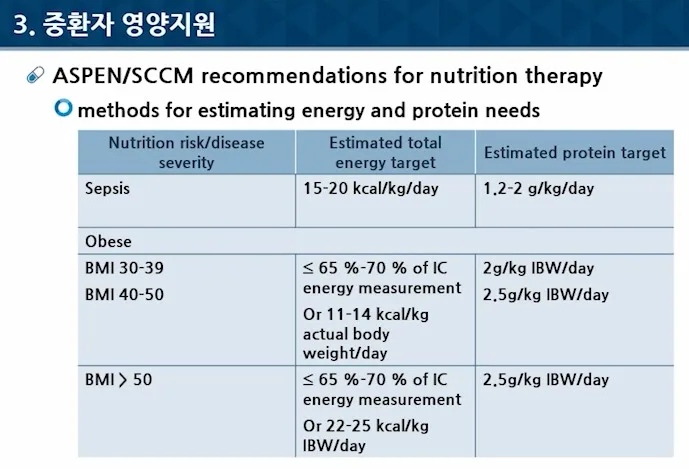 3. 중환자 영양지원
ASPEN/SCCM recommendations for nutrition therapy
methods for estimating energy and protein needs
Nutrition risk/disease
severity
Estimated total
energy target
Estimated protein target
Sepsis
15-20 kcal/kg/day
1.2-2 g/kg/day
Obese
BMI 30-39
BMI 40-50
≤ 65 %-70 % of IC
energy measurement
Or 11-14 kcal/kg
actual body
weight/day
2g/kg IBW/day
2.5g/kg IBW/day
BMI > 50
≤ 65 %-70 % of IC
energy measurement
Or 22-25 kcal/kg
IBW/day
2.5g/kg IBW/day